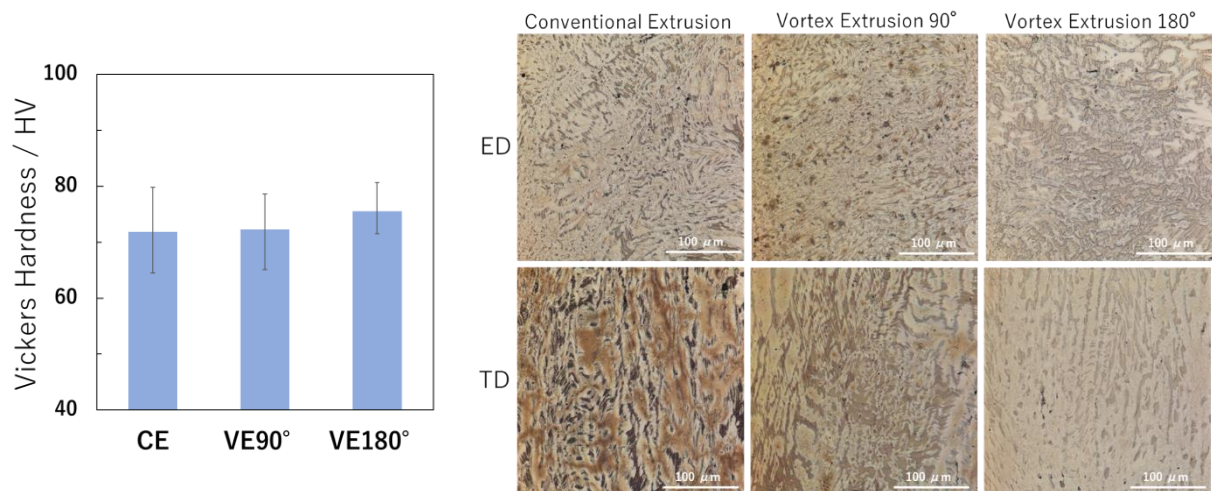 Vickers Hardness / HV
100
80
60
40
CE VE90° VE180°
Conventional Extrusion Vortex Extrusion 90° Vortex Extrusion 180°
ED
100 μm 100 μm 100 μm
TD
100 μm 100 μm 100 μm